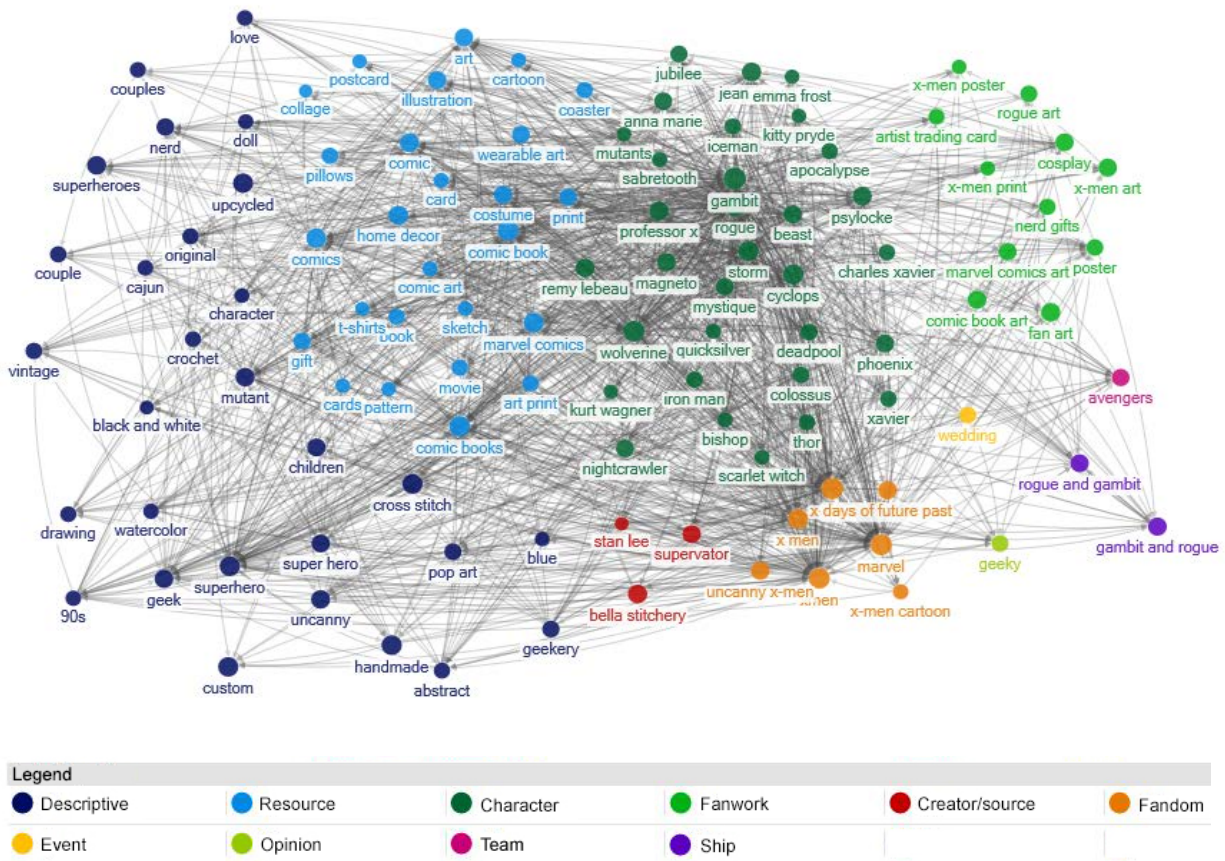 love
art
postcard
cartoon
couples
collage
illustration
coaster
jubilee
jean
emma frost
x-men poster
rogue art
anna marie
kitty pryde
artist trading card
nerd
doll
comic
wearable art
mutants
iceman
apocalypse
cosplay
superheroes
pillows
sabretooth
x-men print
x-men art
upcycled
card
costume
print
gambit
psylocke
nerd gifts
home decor
professor x
rogue
beast
original
comics
comic book
storm
charles xavier
marvel comics art
poster
couple
cajun
comic art
remy lebeau
magneto
cyclops
mystique
character
t-shirts
book
sketch
comic book art
fan art
crochet
gift
marvel comics
wolverine
quicksilver
deadpool
phoenix
vintage
mutant
cards
pattern
movie
art print
kurt wagner
iron man
colossus
avengers
black and white
xavier
wedding
children
comic books
bishop
thor
nightcrawler
scarlet witch
rogue and gambit
cross stitch
x days of future past
drawing
watercolor
stan lee
x men
supervator
marvel
geeky
gambit and rogue
super hero
pop art
blue
geek
superhero
uncanny x-men
xmen
x-men cartoon
90s
uncanny
bella stitchery
geekery
handmade
custom
abstract
Legend
Descriptive Resource Character Fanwork Creator/source Fandom
Event Opinion Team Ship